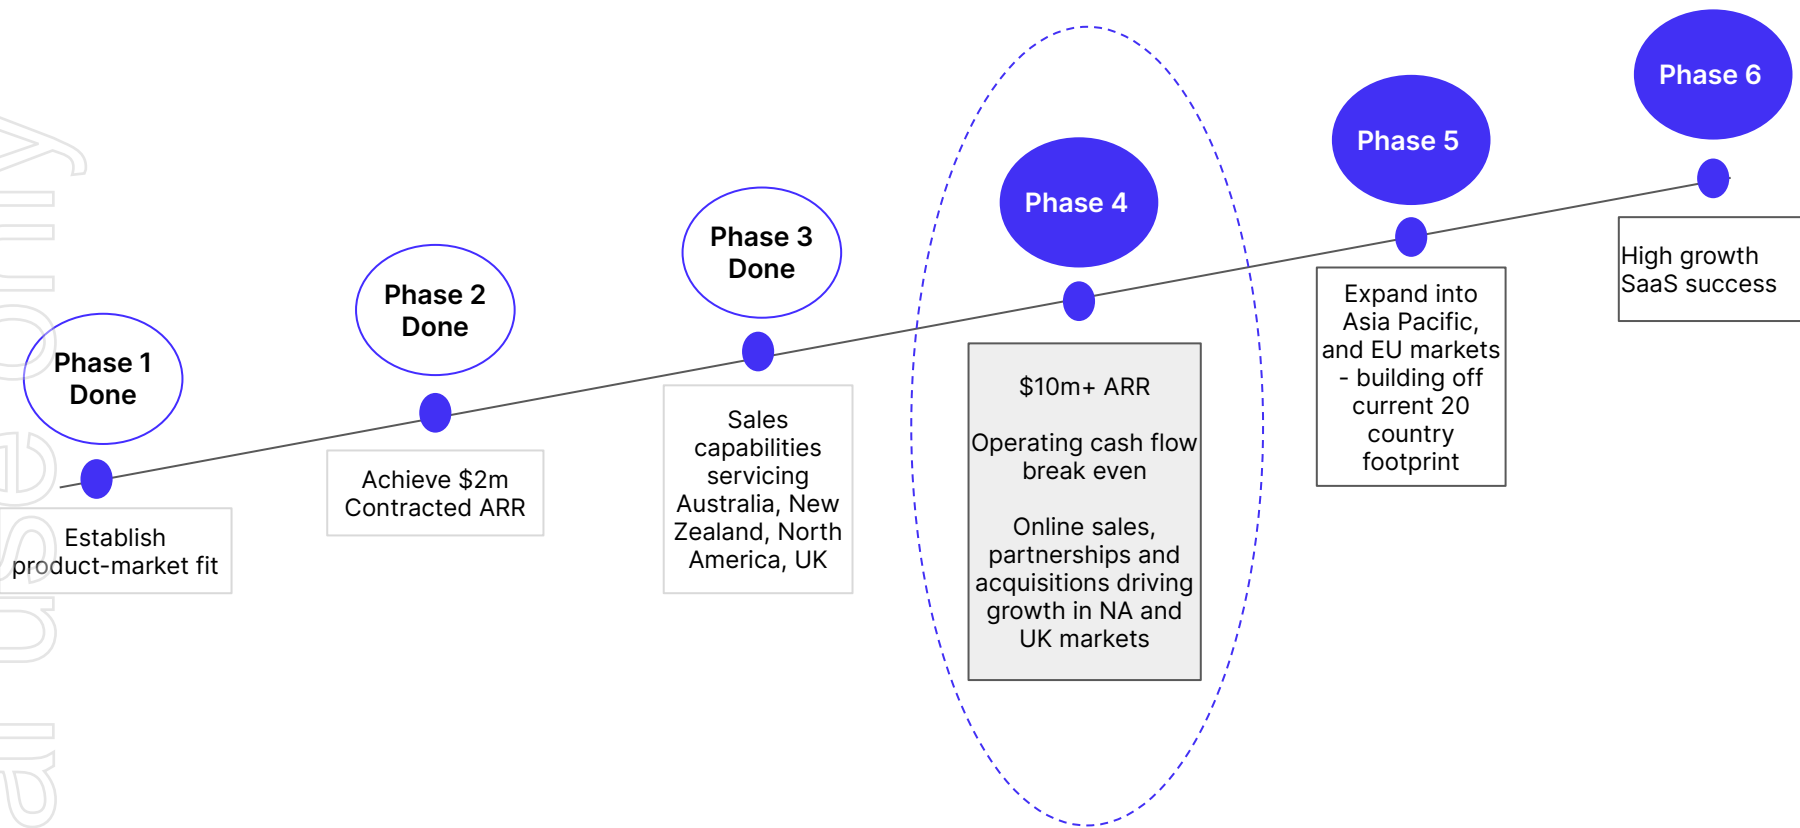 Phase 1
Done
Establish
product-market fit
Phase 2
Done
Achieve $2m
Contracted ARR
Phase 3
Done
Sales
capabilities
servicing
Australia, New
Zealand, North
America, UK
Phase 4
$10m+ ARR
Operating cash flow
break even
Online sales,
partnerships and
acquisitions driving
growth in NA and
UK markets
Phase 5
Expand into
Asia Pacific,
and EU markets
- building off
current 20
country
footprint
Phase 6
High growth
SaaS success
al use only